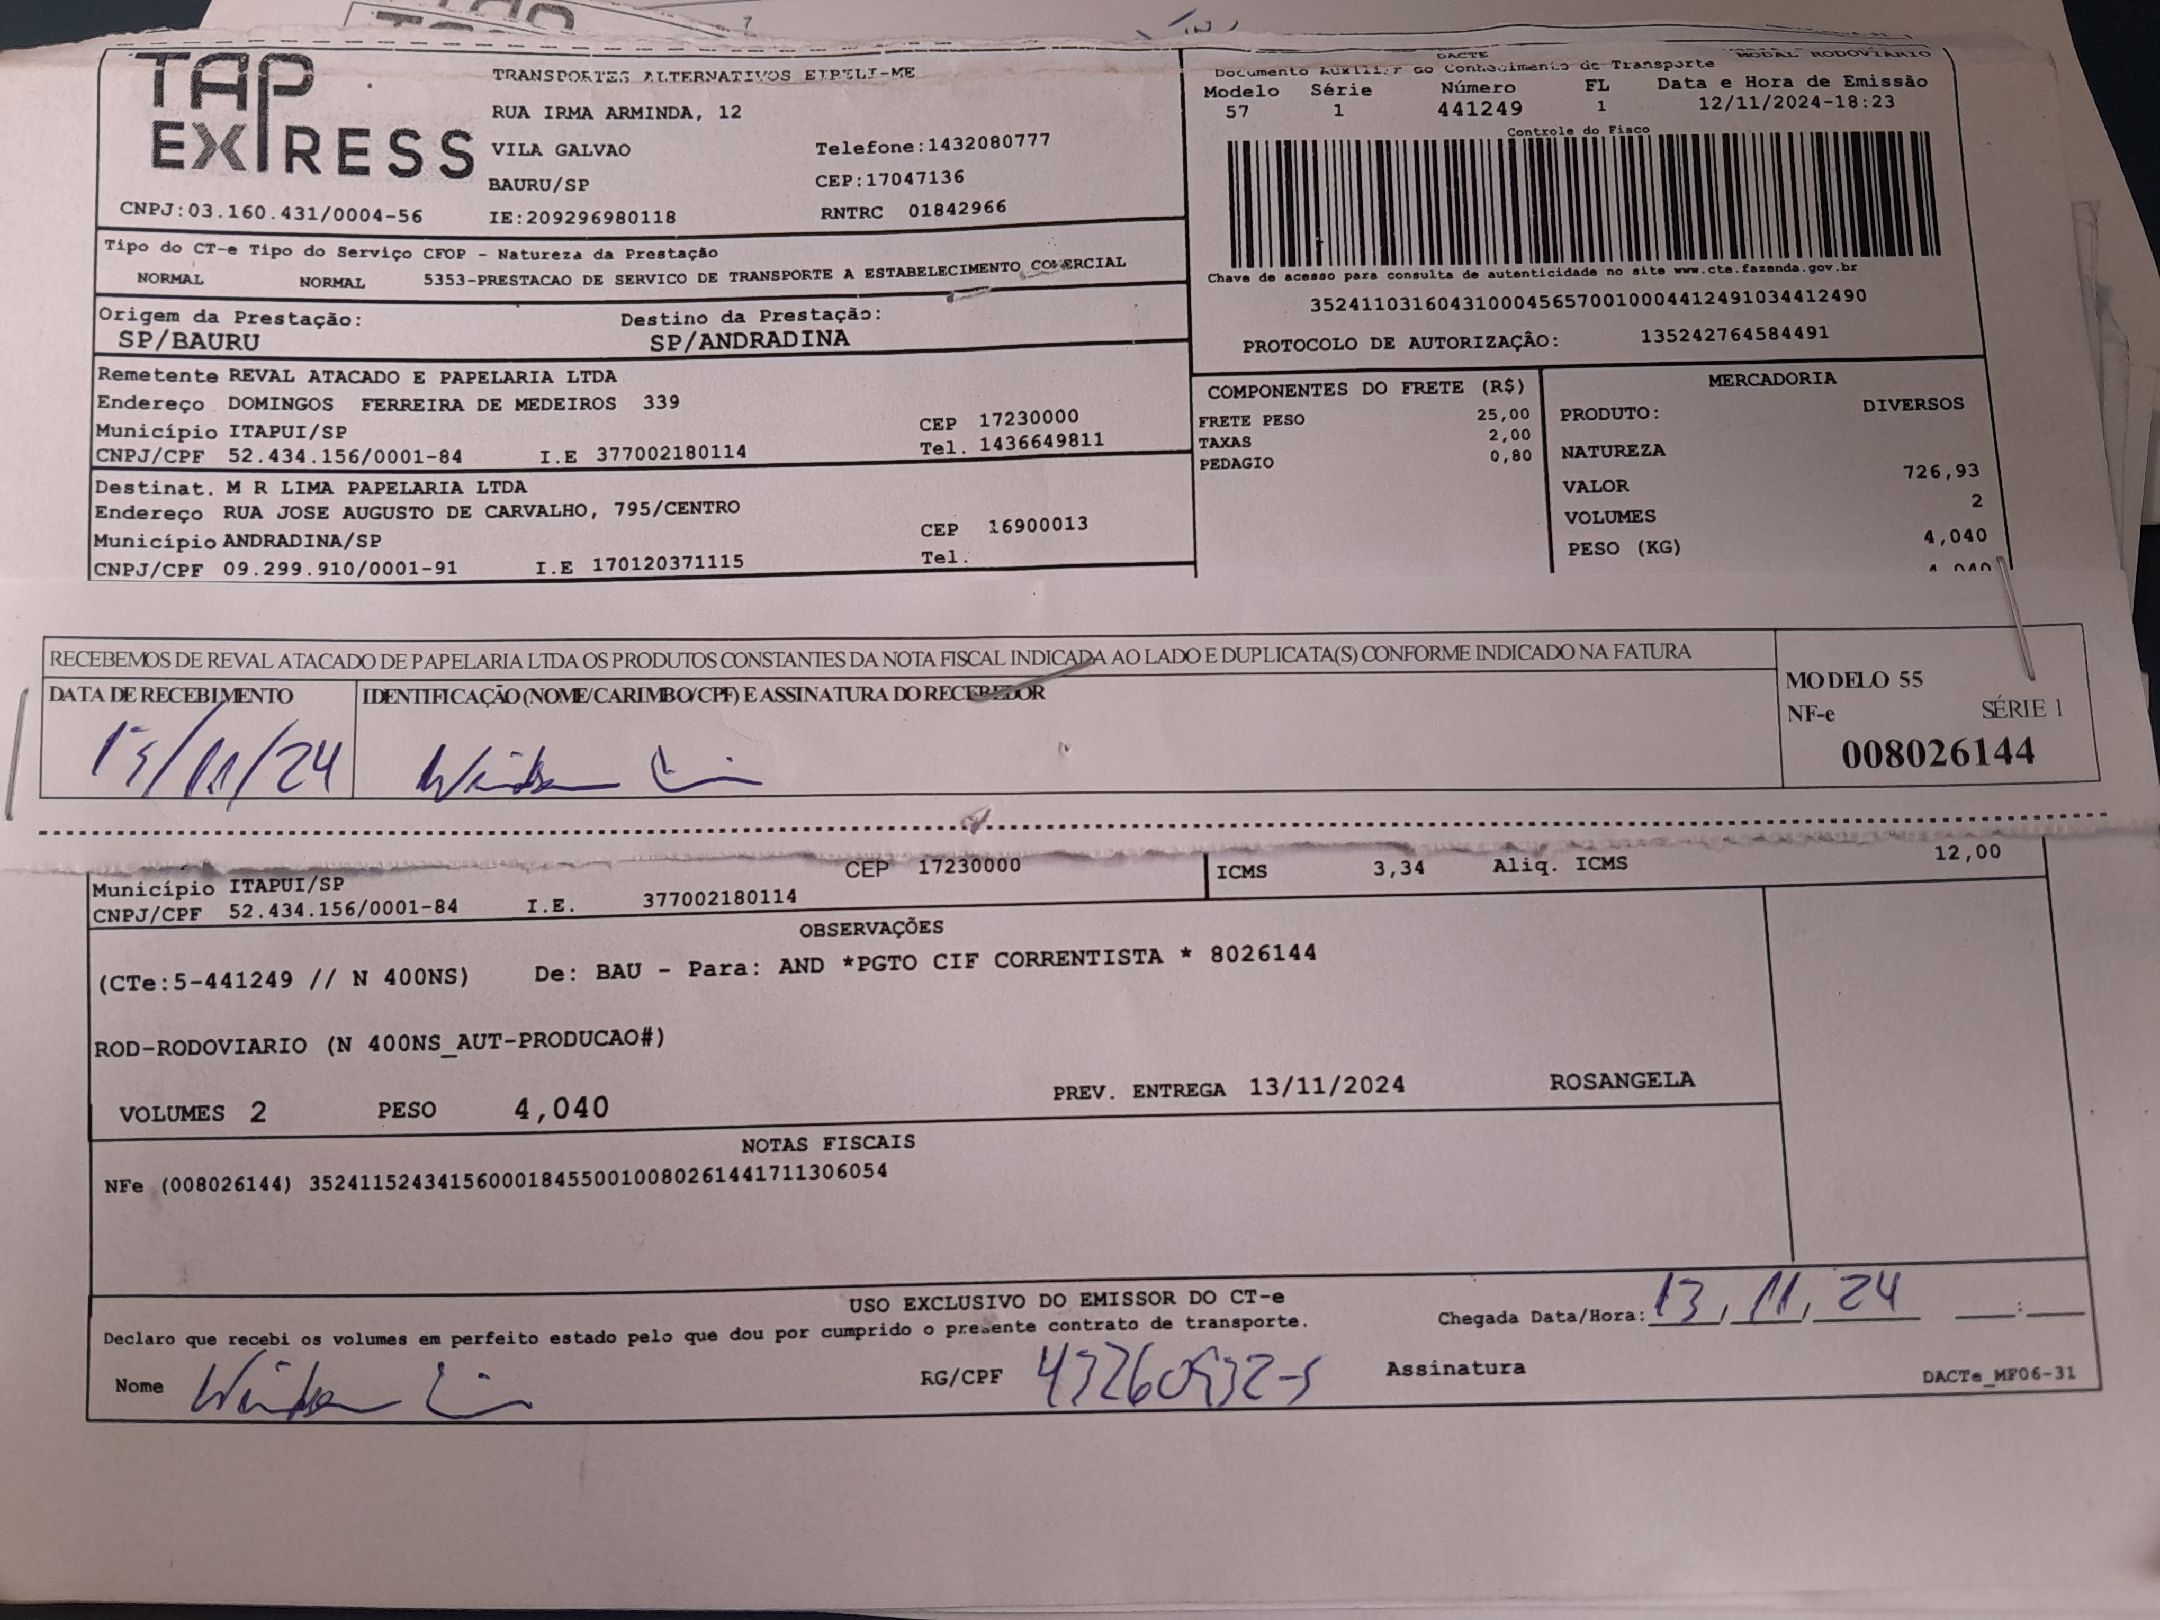 TAP EXPRESS
TRANSPORTES ALTERNATIVOS EIRELI-ME
RUA IRMA ARMINDA, 12
VILA GALVAO Telefone:1432080777
BAURU/SP CEP:17047136
CNPJ:03.160.431/0004-56 IE:209296980118 RNTRC 01842966
DACTE MODAL RODOVIARIO
Documento Auxiliar do Conhecimento de Transporte
Modelo Série Número FL Data e Hora de Emissão
57 1 441249 1 12/11/2024-18:23
Controle do Fisco
Chave de acesso para consulta de autenticidade no site www.cte.fazenda.gov.br
35241103160431000456570010004412491034412490
PROTOCOLO DE AUTORIZAÇÃO: 135242764584491
Tipo do CT-e Tipo do Serviço CFOP - Natureza da Prestação
NORMAL NORMAL 5353-PRESTACAO DE SERVICO DE TRANSPORTE A ESTABELECIMENTO COMERCIAL
Origem da Prestação: Destino da Prestação:
SP/BAURU SP/ANDRADINA
Remetente REVAL ATACADO E PAPELARIA LTDA
Endereço DOMINGOS FERREIRA DE MEDEIROS 339
Município ITAPUI/SP CEP 17230000
CNPJ/CPF 52.434.156/0001-84 I.E 377002180114 Tel. 1436649811
Destinat. M R LIMA PAPELARIA LTDA
Endereço RUA JOSE AUGUSTO DE CARVALHO, 795/CENTRO
Município ANDRADINA/SP CEP 16900013
CNPJ/CPF 09.299.910/0001-91 I.E 170120371115 Tel.
COMPONENTES DO FRETE (R$)
FRETE PESO 25,00
TAXAS 2,00
PEDAGIO 0,80
MERCADORIA
PRODUTO: DIVERSOS
NATUREZA
VALOR 726,93
VOLUMES 2
PESO (KG) 4,040
4,040
RECEBEMOS DE REVAL ATACADO DE PAPELARIA LTDA OS PRODUTOS CONSTANTES DA NOTA FISCAL INDICADA AO LADO E DUPLICATA(S) CONFORME INDICADO NA FATURA
DATA DE RECEBIMENTO IDENTIFICAÇÃO (NOME/CARIMBO/CPF) E ASSINATURA DO RECEBEDOR
13/11/24
MODELO 55
NF-e SÉRIE 1
008026144
Município ITAPUI/SP CEP 17230000
CNPJ/CPF 52.434.156/0001-84 I.E. 377002180114
ICMS 3,34 Aliq. ICMS 12,00
OBSERVAÇÕES
(CTe:5-441249 // N 400NS) De: BAU - Para: AND *PGTO CIF CORRENTISTA * 8026144
ROD-RODOVIARIO (N 400NS_AUT-PRODUCAO#)
VOLUMES 2 PESO 4,040 PREV. ENTREGA 13/11/2024 ROSANGELA
NOTAS FISCAIS
NFe (008026144) 35241152434156000184550010080261441711306054
USO EXCLUSIVO DO EMISSOR DO CT-e
Declaro que recebi os volumes em perfeito estado pelo que dou por cumprido o presente contrato de transporte.
Chegada Data/Hora: 13, 11, 24 :
Nome RG/CPF Assinatura
DACTe_MF06-31